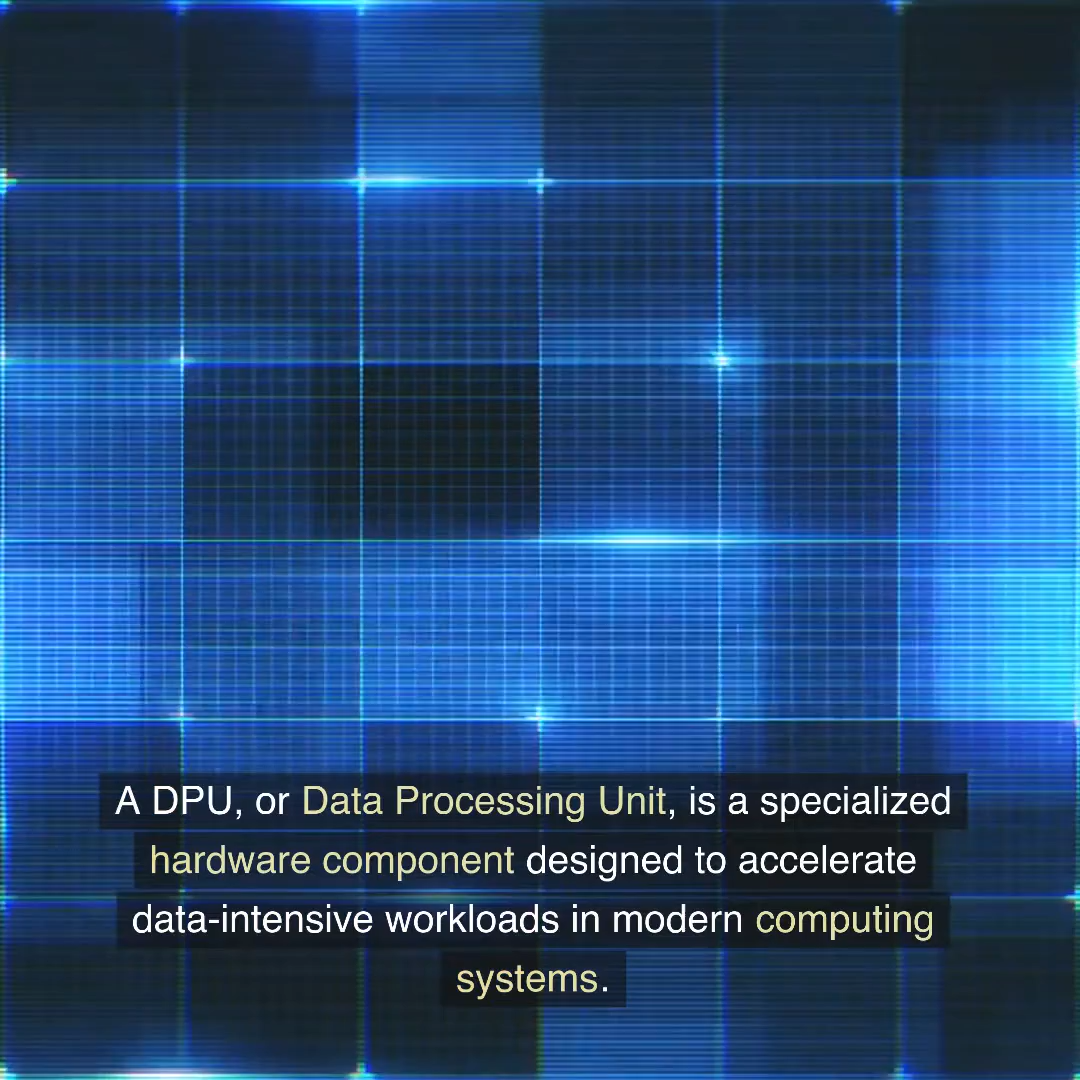 A DPU, or Data Processing Unit, is a specialized
hardware component designed to accelerate
data-intensive workloads in modern computing
systems.